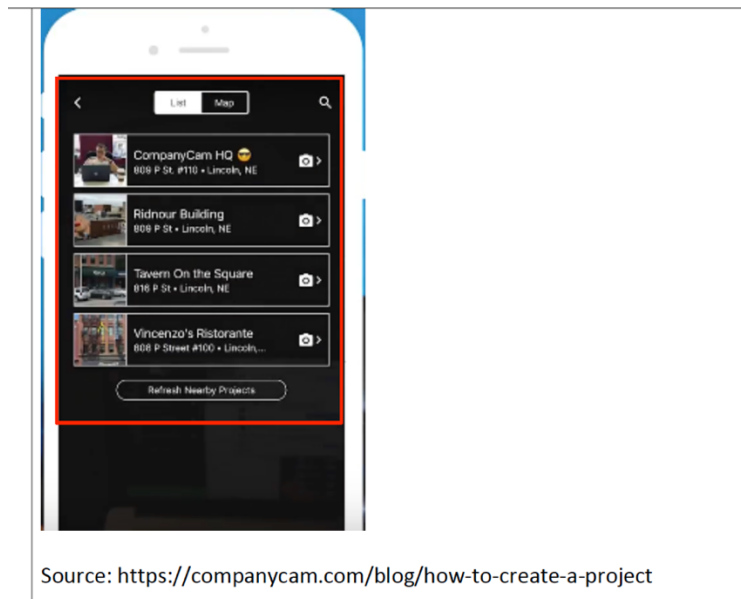 List Map
CompanyCam HQ 😎
809 P St. #110 • Lincoln, NE
Ridnour Building
809 P St • Lincoln, NE
Tavern On the Square
816 P St • Lincoln, NE
Vincenzo's Ristorante
808 P Street #100 • Lincoln,...
Refresh Nearby Projects
Source: https://companycam.com/blog/how-to-create-a-project